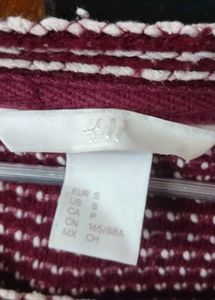 H&M
EUR S
US S
CA P
CN 165/88A
MX CH